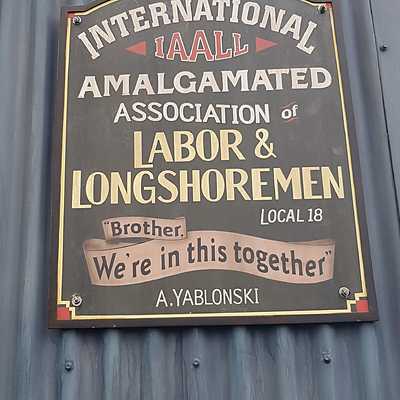 INTERNATIONAL
IAALL
AMALGAMATED
ASSOCIATION of
LABOR &
LONGSHOREMEN
LOCAL 18
"Brother,
We're in this together"
A. YABLONSKI